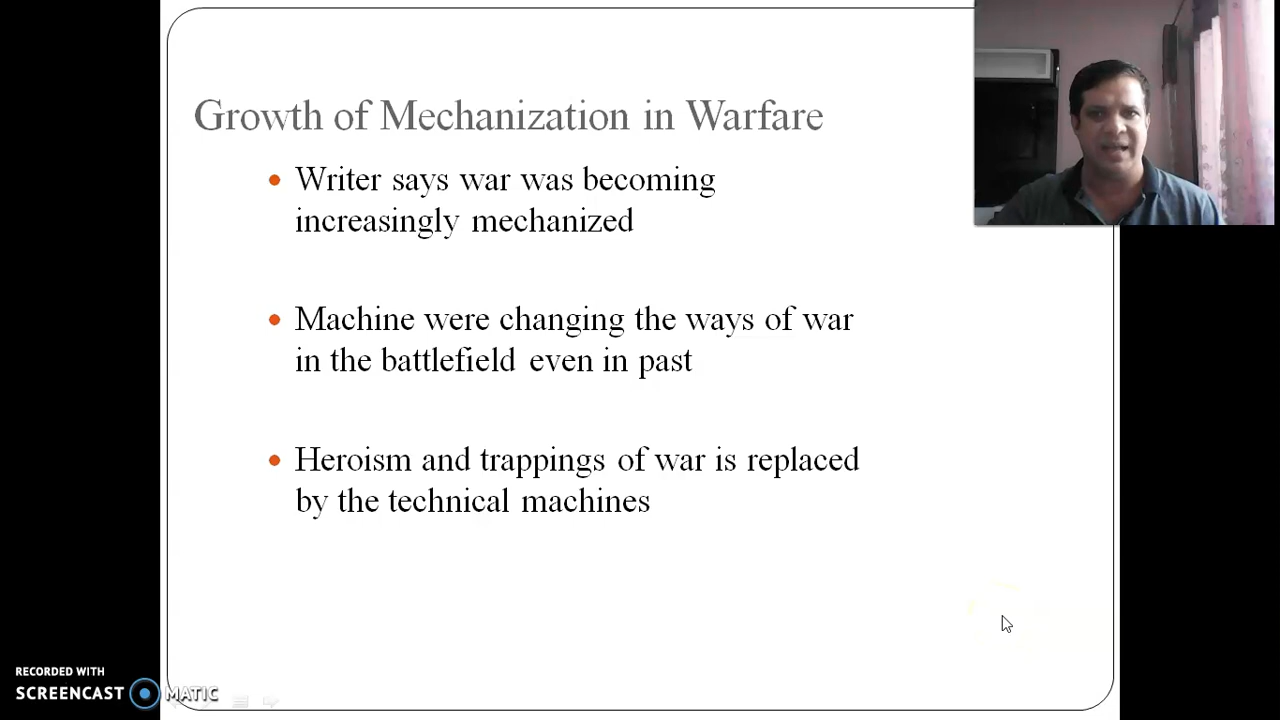 Growth of Mechanization in Warfare
Writer says war was becoming
increasingly mechanized
Machine were changing the ways of war
in the battlefield even in past
Heroism and trappings of war is replaced
by the technical machines
RECORDED WITH
SCREENCAST MATIC